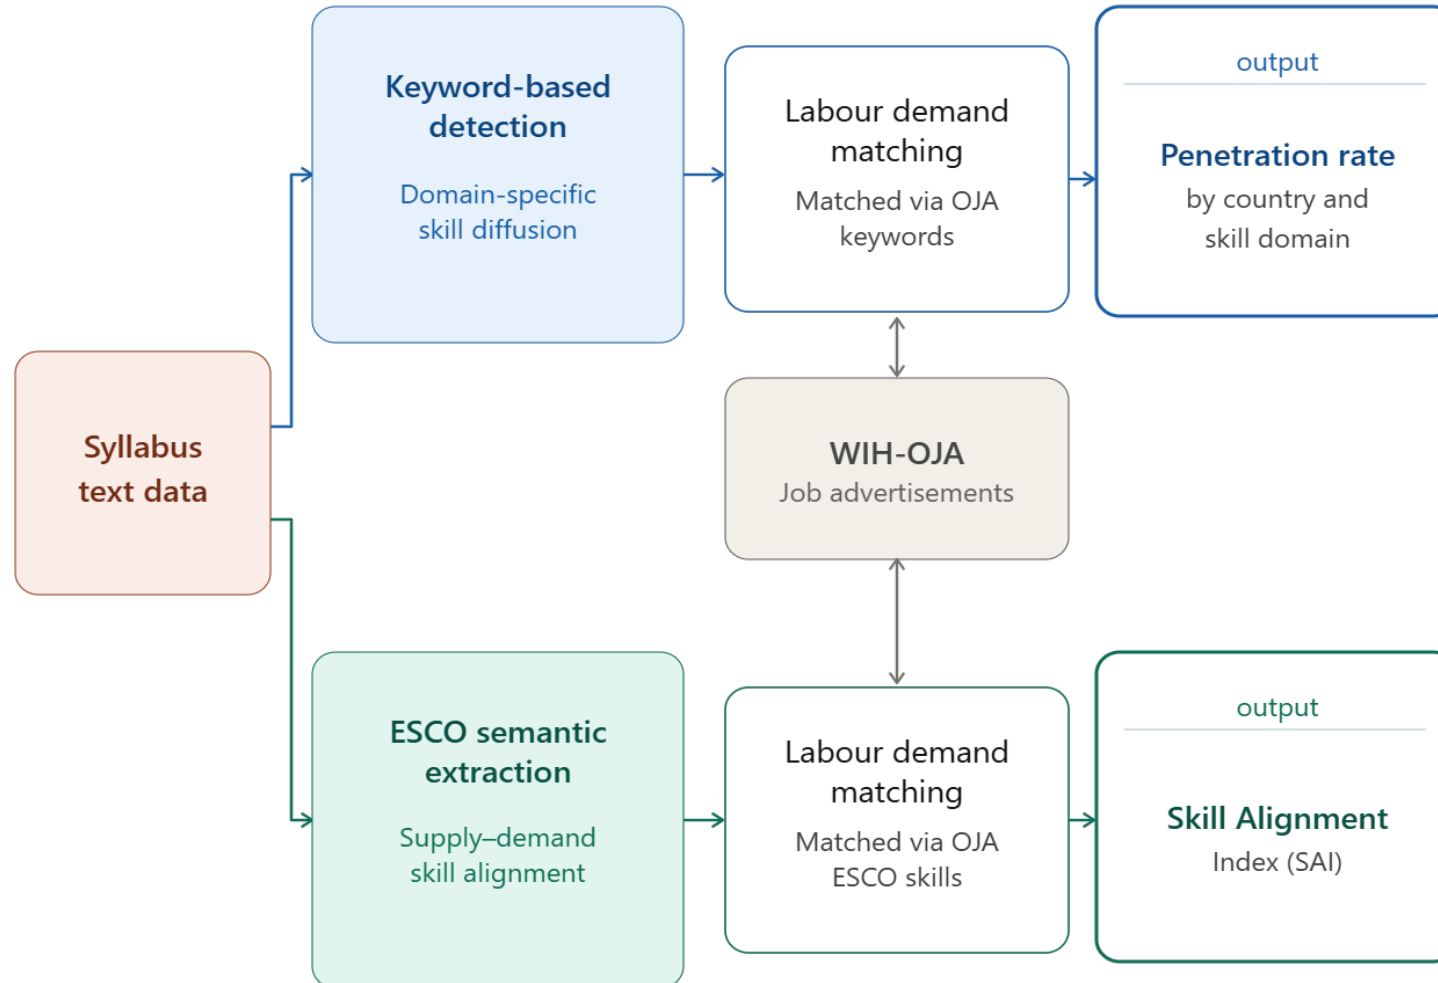 Keyword-based
detection
Domain-specific
skill diffusion
Labour demand
matching
Matched via OJA
keywords
output
Penetration rate
by country and
skill domain
Syllabus
text data
WIH-OJA
Job advertisements
ESCO semantic
extraction
Supply–demand
skill alignment
Labour demand
matching
Matched via OJA
ESCO skills
output
Skill Alignment
Index (SAI)